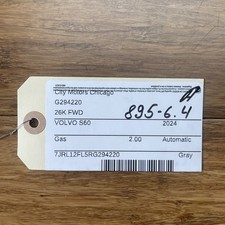 City Motors Chicago
G294220
26K FWD
895-6.4
VOLVO S60 2024
Gas 2.00 Automatic
7JRL12FL5RG294220 Gray